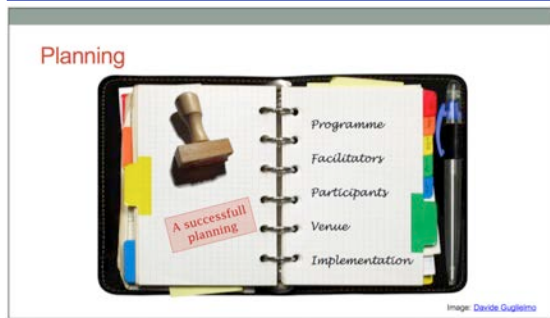 Planning
A successfull
planning
Programme
Facilitators
Participants
Venue
Implementation
Image: Davide Guglielmo